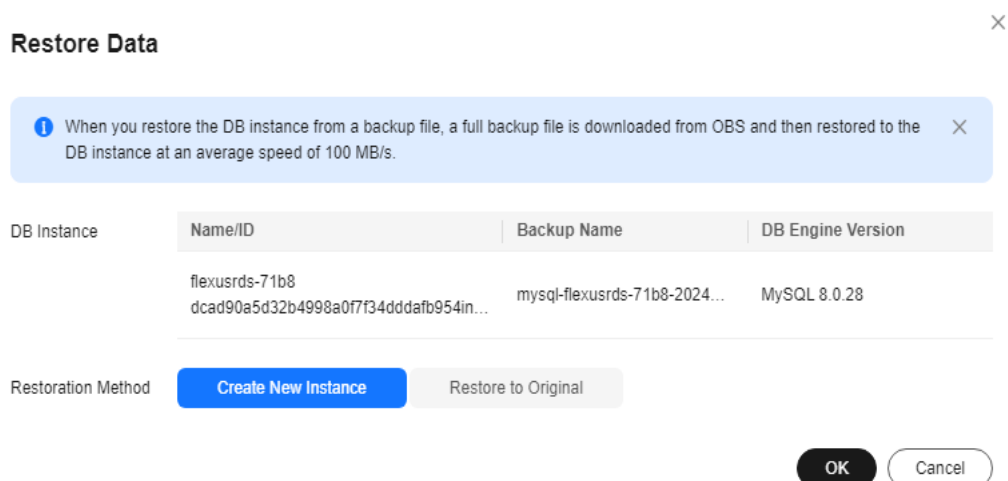 Restore Data
When you restore the DB instance from a backup file, a full backup file is downloaded from OBS and then restored to the
DB instance at an average speed of 100 MB/s.
DB Instance
Name/ID
Backup Name
DB Engine Version
flexusrds-71b8
dcad90a5d32b4998a0f7f34dddafb954in...
mysql-flexusrds-71b8-2024...
MySQL 8.0.28
Restoration Method
Create New Instance
Restore to Original
OK
Cancel